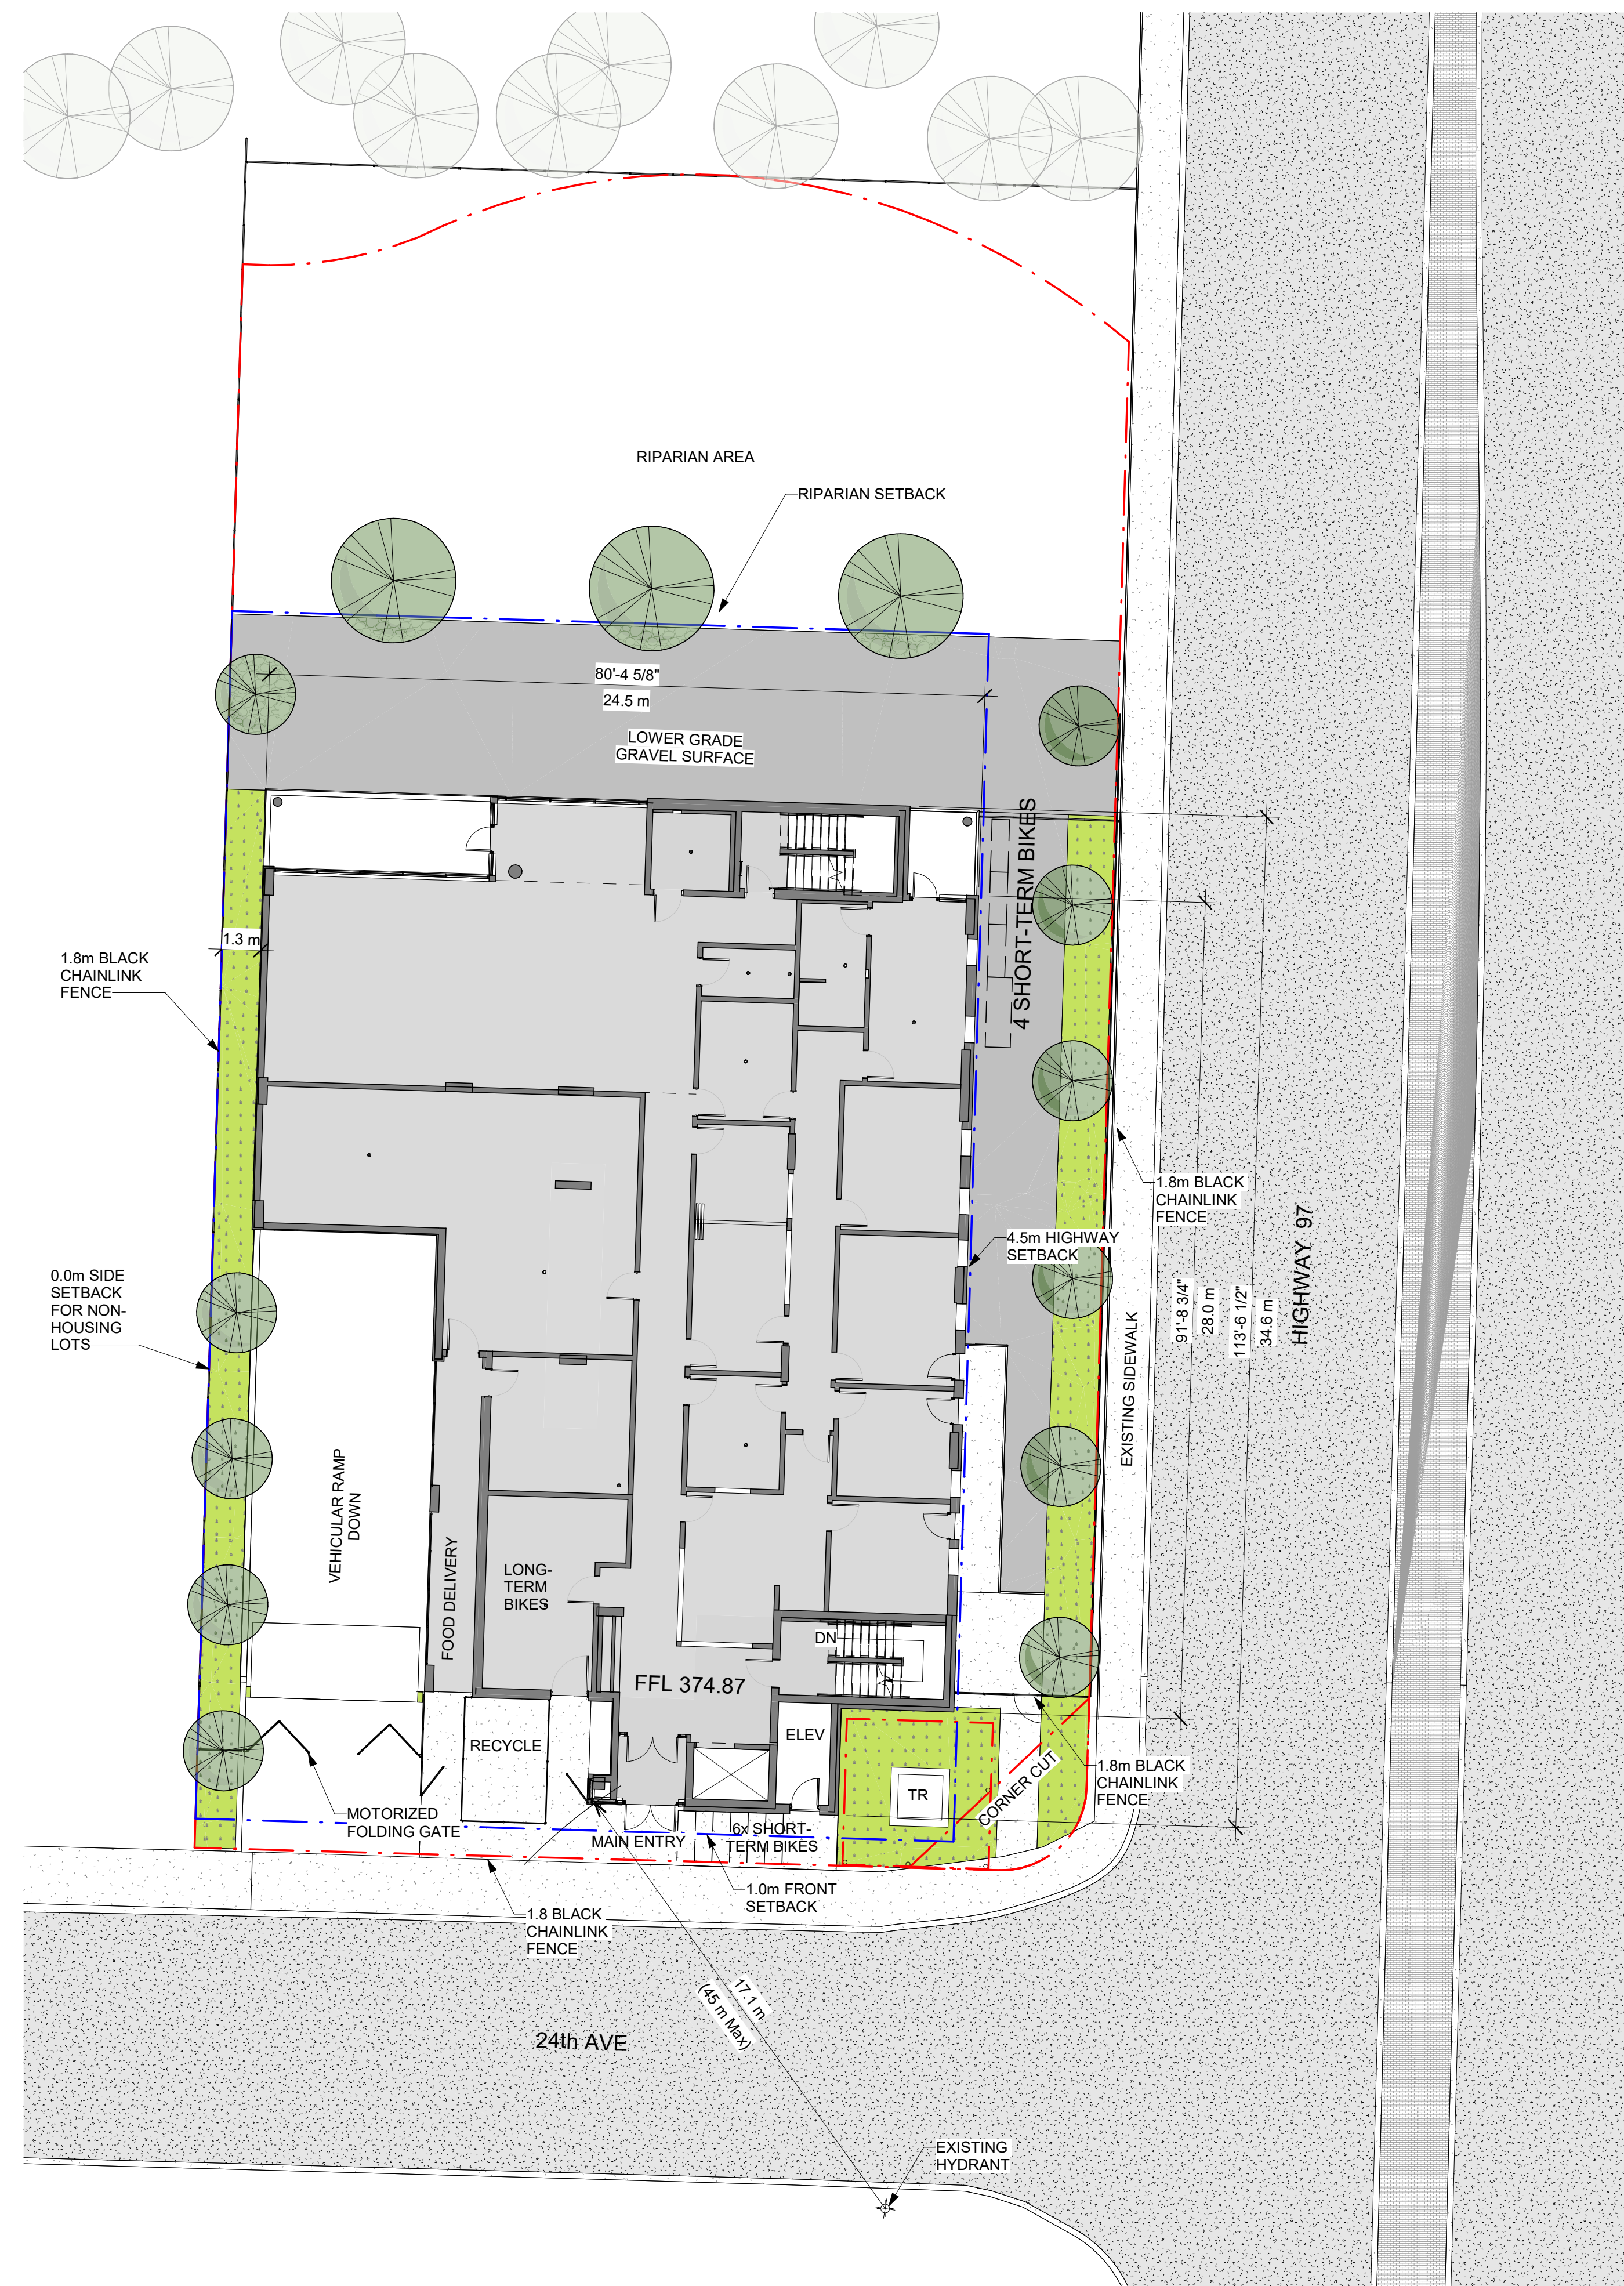 RIPARIAN AREA
RIPARIAN SETBACK
80'-4 5/8"
24.5 m
LOWER GRADE
GRAVEL SURFACE
4 SHORT-TERM BIKES
1.3 m
1.8m BLACK
CHAINLINK
FENCE
1.8m BLACK
CHAINLINK
FENCE
4.5m HIGHWAY
SETBACK
0.0m SIDE
SETBACK
FOR NON-
HOUSING
LOTS
91'-8 3/4"
28.0 m
113'-6 1/2"
34.6 m
HIGHWAY 97
EXISTING SIDEWALK
VEHICULAR RAMP
DOWN
FOOD DELIVERY
LONG-
TERM
BIKES
DN
FFL 374.87
ELEV
RECYCLE
TR
CORNER CUT
1.8m BLACK
CHAINLINK
FENCE
MOTORIZED
FOLDING GATE
MAIN ENTRY
6x SHORT-
TERM BIKES
1.0m FRONT
SETBACK
1.8 BLACK
CHAINLINK
FENCE
17.1 m
(45 m Max)
24th AVE
EXISTING
HYDRANT